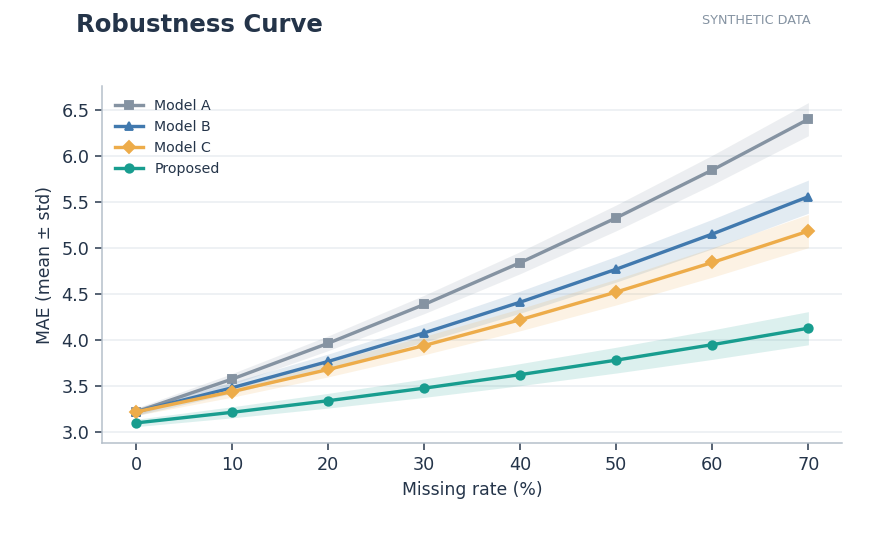 Robustness Curve
SYNTHETIC DATA
Model A
Model B
Model C
Proposed
6.5
6.0
5.5
5.0
4.5
4.0
3.5
3.0
MAE (mean ± std)
0 10 20 30 40 50 60 70
Missing rate (%)